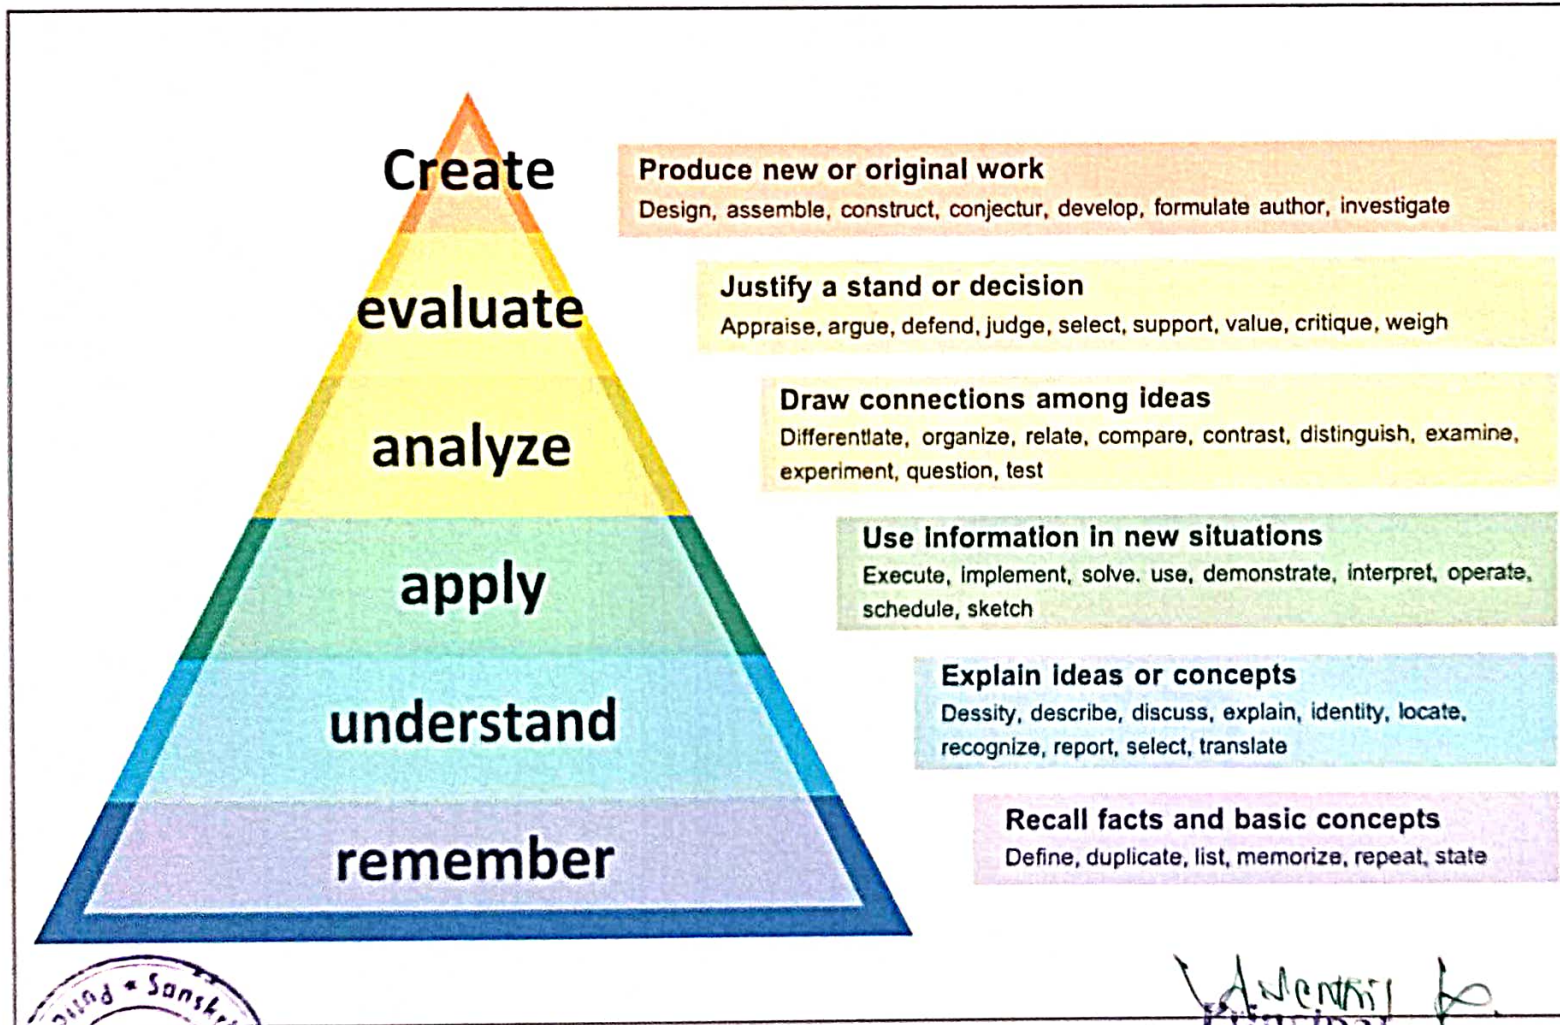 Create
Produce new or original work
Design, assemble, construct, conjectur, develop, formulate author, investigate
evaluate
Justify a stand or decision
Appraise, argue, defend, judge, select, support, value, critique, weigh
analyze
Draw connections among ideas
Differentiate, organize, relate, compare, contrast, distinguish, examine,
experiment, question, test
apply
Use information in new situations
Execute, implement, solve. use, demonstrate, interpret, operate,
schedule, sketch
understand
Explain ideas or concepts
Dessity, describe, discuss, explain, identity, locate,
recognize, report, select, translate
remember
Recall facts and basic concepts
Define, duplicate, list, memorize, repeat, state